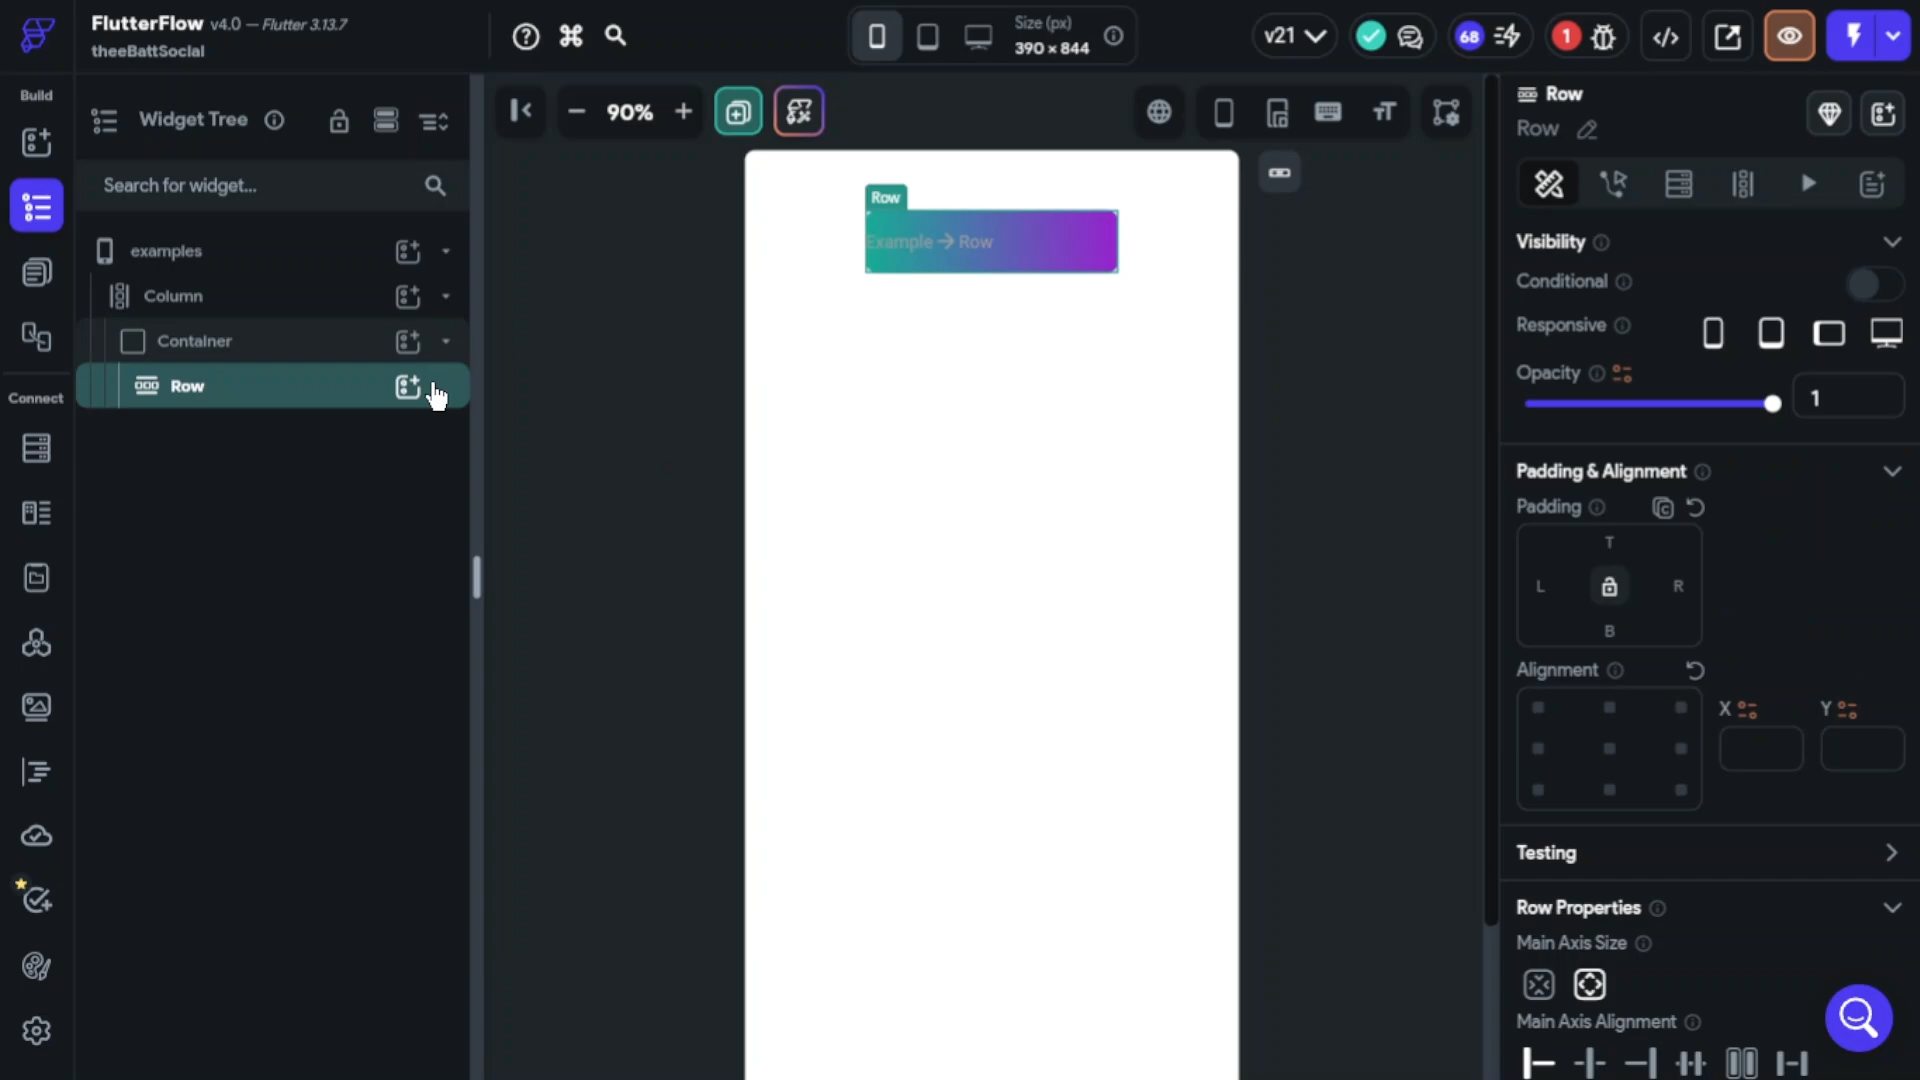 FlutterFlow v4.0 — Flutter 3.13.7
theeBattSocial
Size (px)
390 × 844
v21
68
1
Build
Widget Tree
90%
Search for widget...
examples
Column
Container
Row
Connect
Row
Example → Row
Row
Row
Visibility
Conditional
Responsive
Opacity
1
Padding & Alignment
Padding
T
L
R
B
Alignment
X
Y
Testing
Row Properties
Main Axis Size
Main Axis Alignment